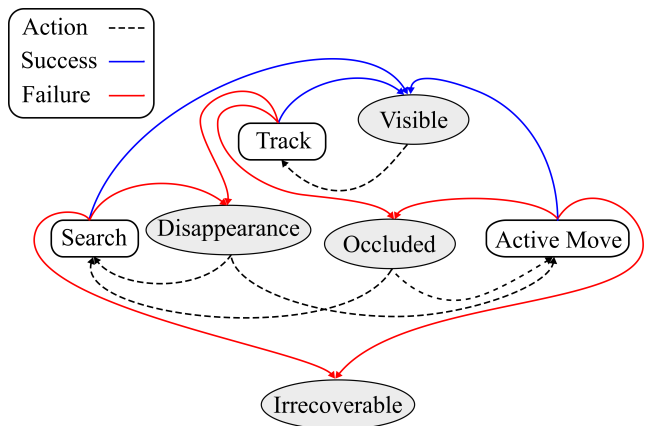 Action
Success
Failure
Visible
Track
Search
Disappearance
Occluded
Active Move
Irrecoverable